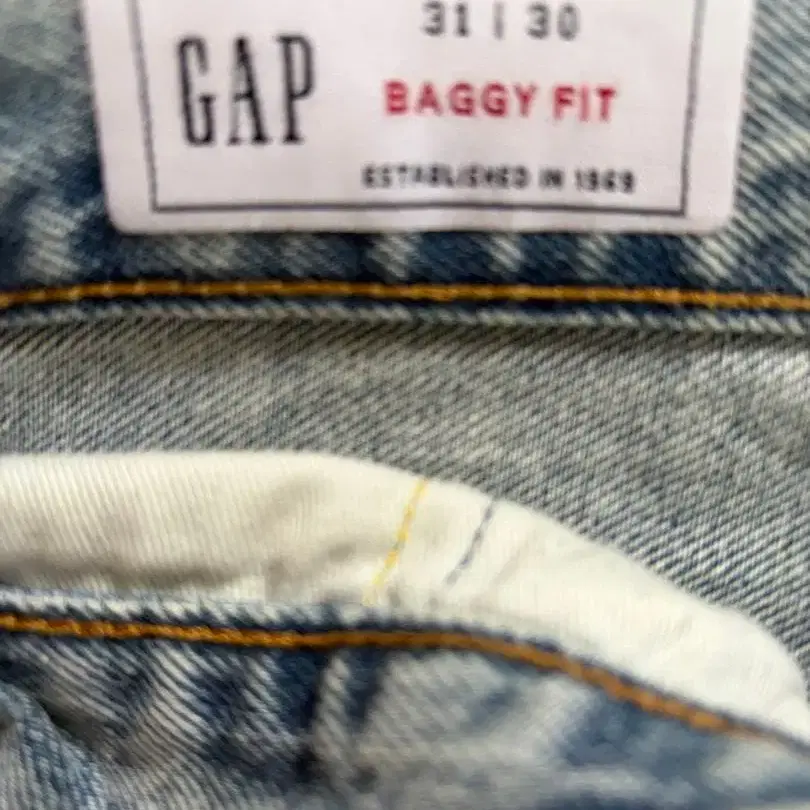 31 | 30
GAP
BAGGY FIT
ESTABLISHED IN 1969